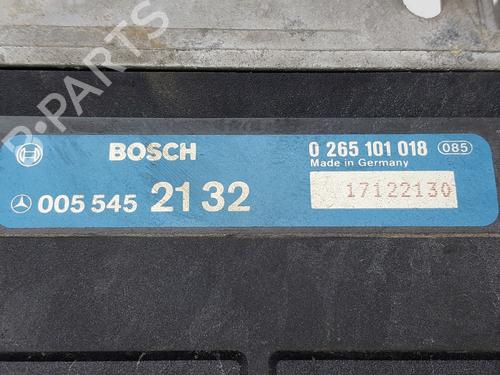 B-PARTS
BOSCH 0 265 101 018 085
Made in Germany
005 545 21 32 17122130